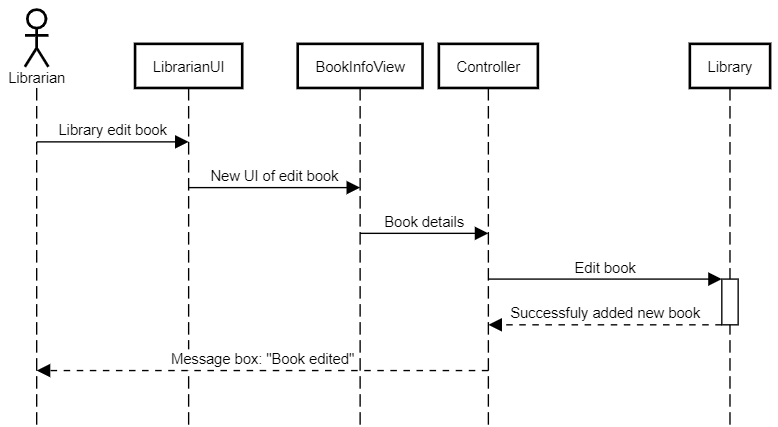 Librarian
LibrarianUI
BookInfoView
Controller
Library
Library edit book
New UI of edit book
Book details
Edit book
Successfuly added new book
Message box: "Book edited"